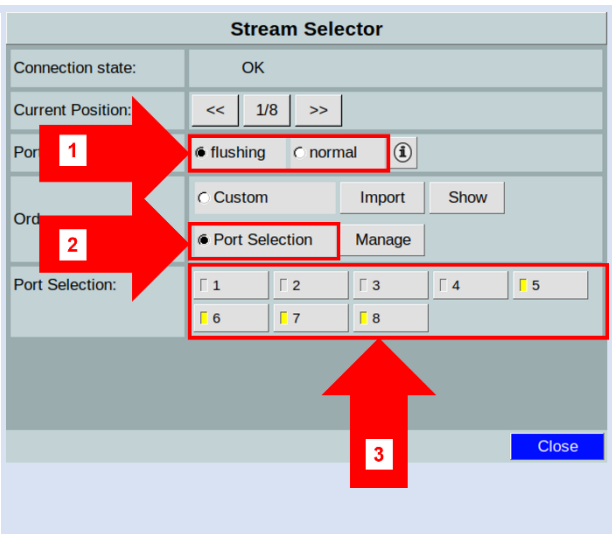 Stream Selector
Connection state: OK
Current Position: << 1/8 >>
Por 1 flushing normal i
Custom Import Show
Ord
2 Port Selection Manage
Port Selection: 1 2 3 4 5
6 7 8
3
Close